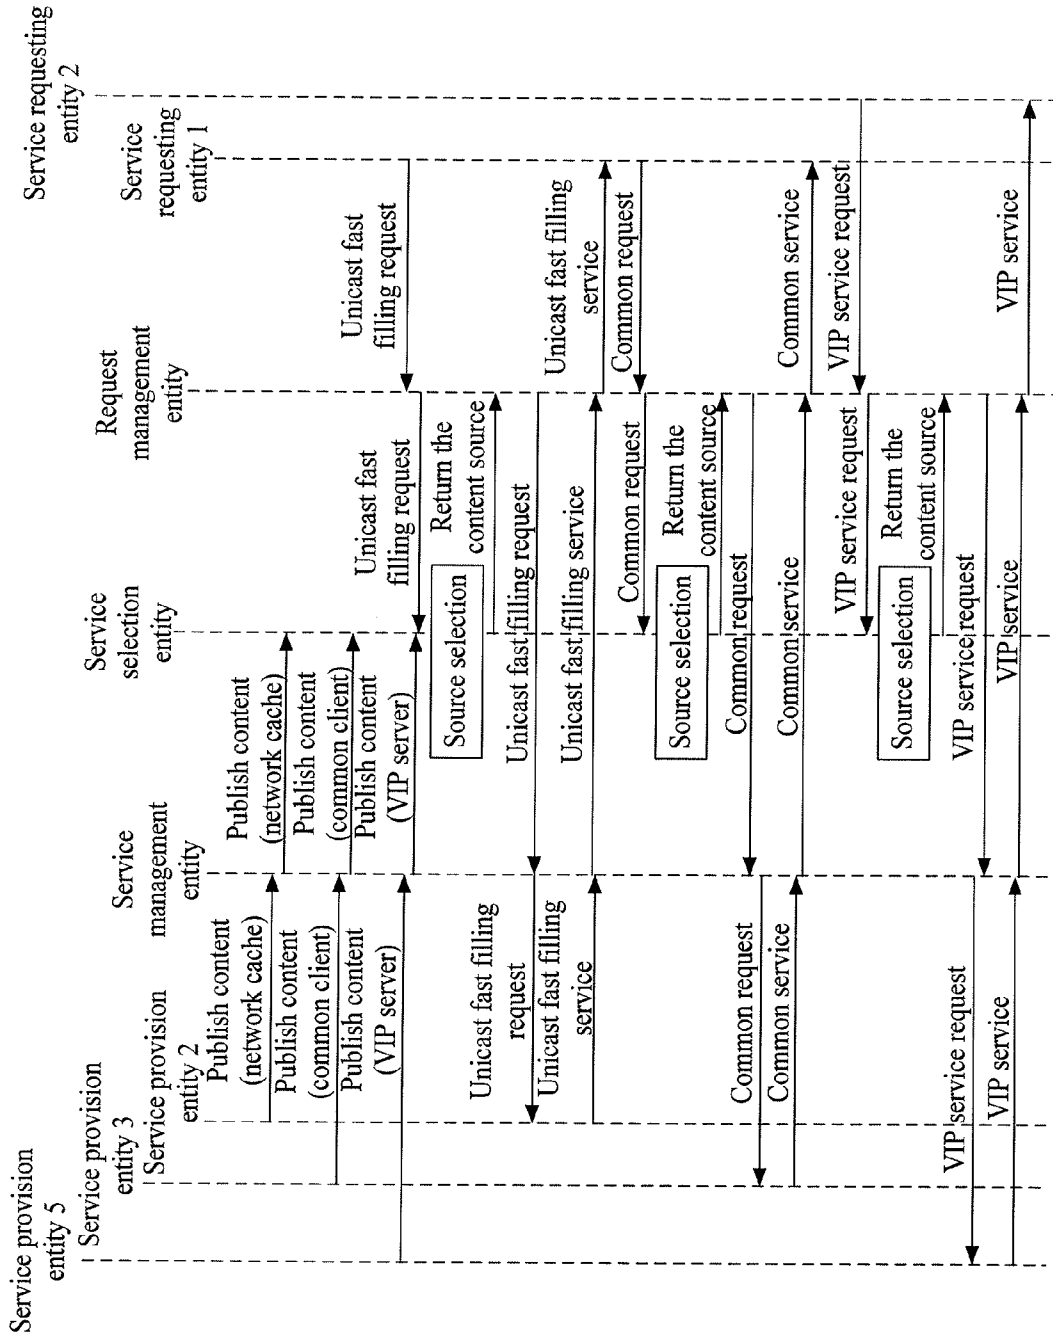 Service provision
entity 5
Service provision
entity 3
Service provision
entity 2
Service
management
entity
Service
selection
entity
Request
management
entity
Service
requesting
entity 1
Service requesting
entity 2
Publish content
(network cache)
Publish content
(network cache)
Publish content
(common client)
Publish content
(common client)
Publish content
(VIP server)
Publish content
(VIP server)
Unicast fast
filling request
Unicast fast
filling request
Source selection
Return the
content source
Unicast fast filling request
Unicast fast filling
request
Unicast fast filling
service
Unicast fast filling service
Unicast fast filling
service
Common request
Common request
Source selection
Return the
content source
Common request
Common request
Common service
Common service
Common service
VIP service request
VIP service request
Source selection
Return the
content source
VIP service request
VIP service request
VIP service
VIP service
VIP service